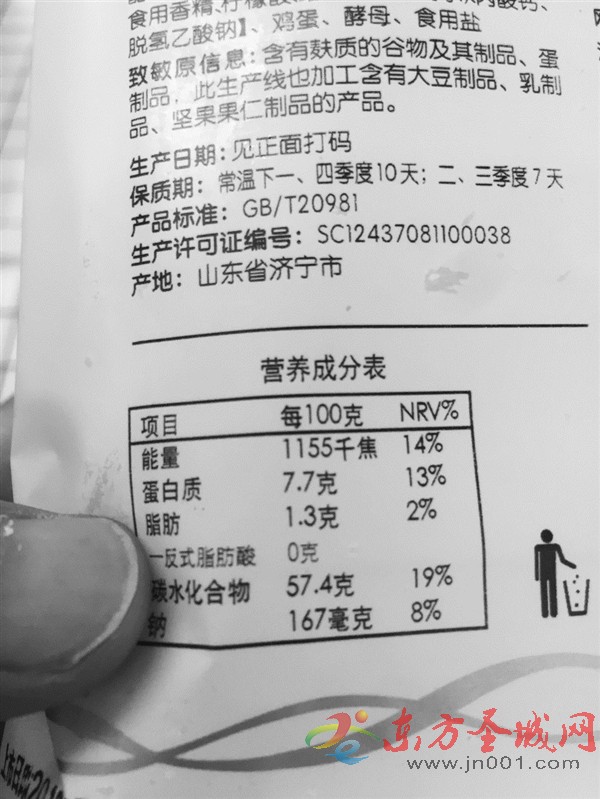 食用香精、柠檬酸
丙酸钙、
脱氢乙酸钠】、鸡蛋、酵母、食用盐
致敏原信息：含有麸质的谷物及其制品、蛋
制品，此生产线也加工含有大豆制品、乳制
品、坚果果仁制品的产品。
生产日期：见正面打码
保质期：常温下一、四季度10天；二、三季度7天
产品标准：GB/T20981
生产许可证编号：SC12437081100038
产地：山东省济宁市
营养成分表
项目 每100克 NRV%
能量 1155千焦 14%
蛋白质 7.7克 13%
脂肪 1.3克 2%
一反式脂肪酸 0克
碳水化合物 57.4克 19%
钠 167毫克 8%
东方圣城网
www.jn001.com